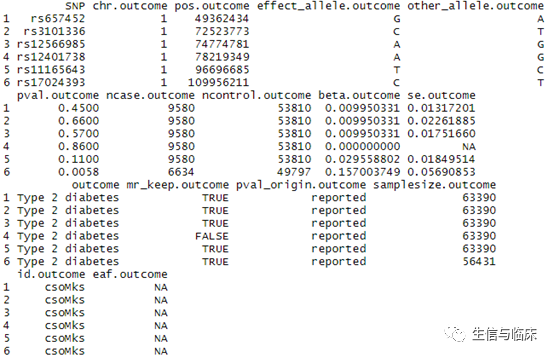 SNP chr.outcome pos.outcome effect_allele.outcome other_allele.outcome
1 rs657452 1 49362434 G A
2 rs3101336 1 72523773 C T
3 rs12566985 1 74774781 A G
4 rs12401738 1 78219349 A G
5 rs11165643 1 96696685 T C
6 rs17024393 1 109956211 C T
pval.outcome ncase.outcome ncontrol.outcome beta.outcome se.outcome
1 0.4500 9580 53810 0.009950331 0.01317201
2 0.6600 9580 53810 0.009950331 0.02261885
3 0.5700 9580 53810 0.009950331 0.01751660
4 0.8600 9580 53810 0.000000000 NA
5 0.1100 9580 53810 0.029558802 0.01849514
6 0.0058 6634 49797 0.157003749 0.05690853
outcome mr_keep.outcome pval_origin.outcome samplesize.outcome
1 Type 2 diabetes TRUE reported 63390
2 Type 2 diabetes TRUE reported 63390
3 Type 2 diabetes TRUE reported 63390
4 Type 2 diabetes FALSE reported 63390
5 Type 2 diabetes TRUE reported 63390
6 Type 2 diabetes TRUE reported 56431
id.outcome eaf.outcome
1 csoMks NA
2 csoMks NA
3 csoMks NA
4 csoMks NA
5 csoMks NA
6 csoMks NA
生信与临床